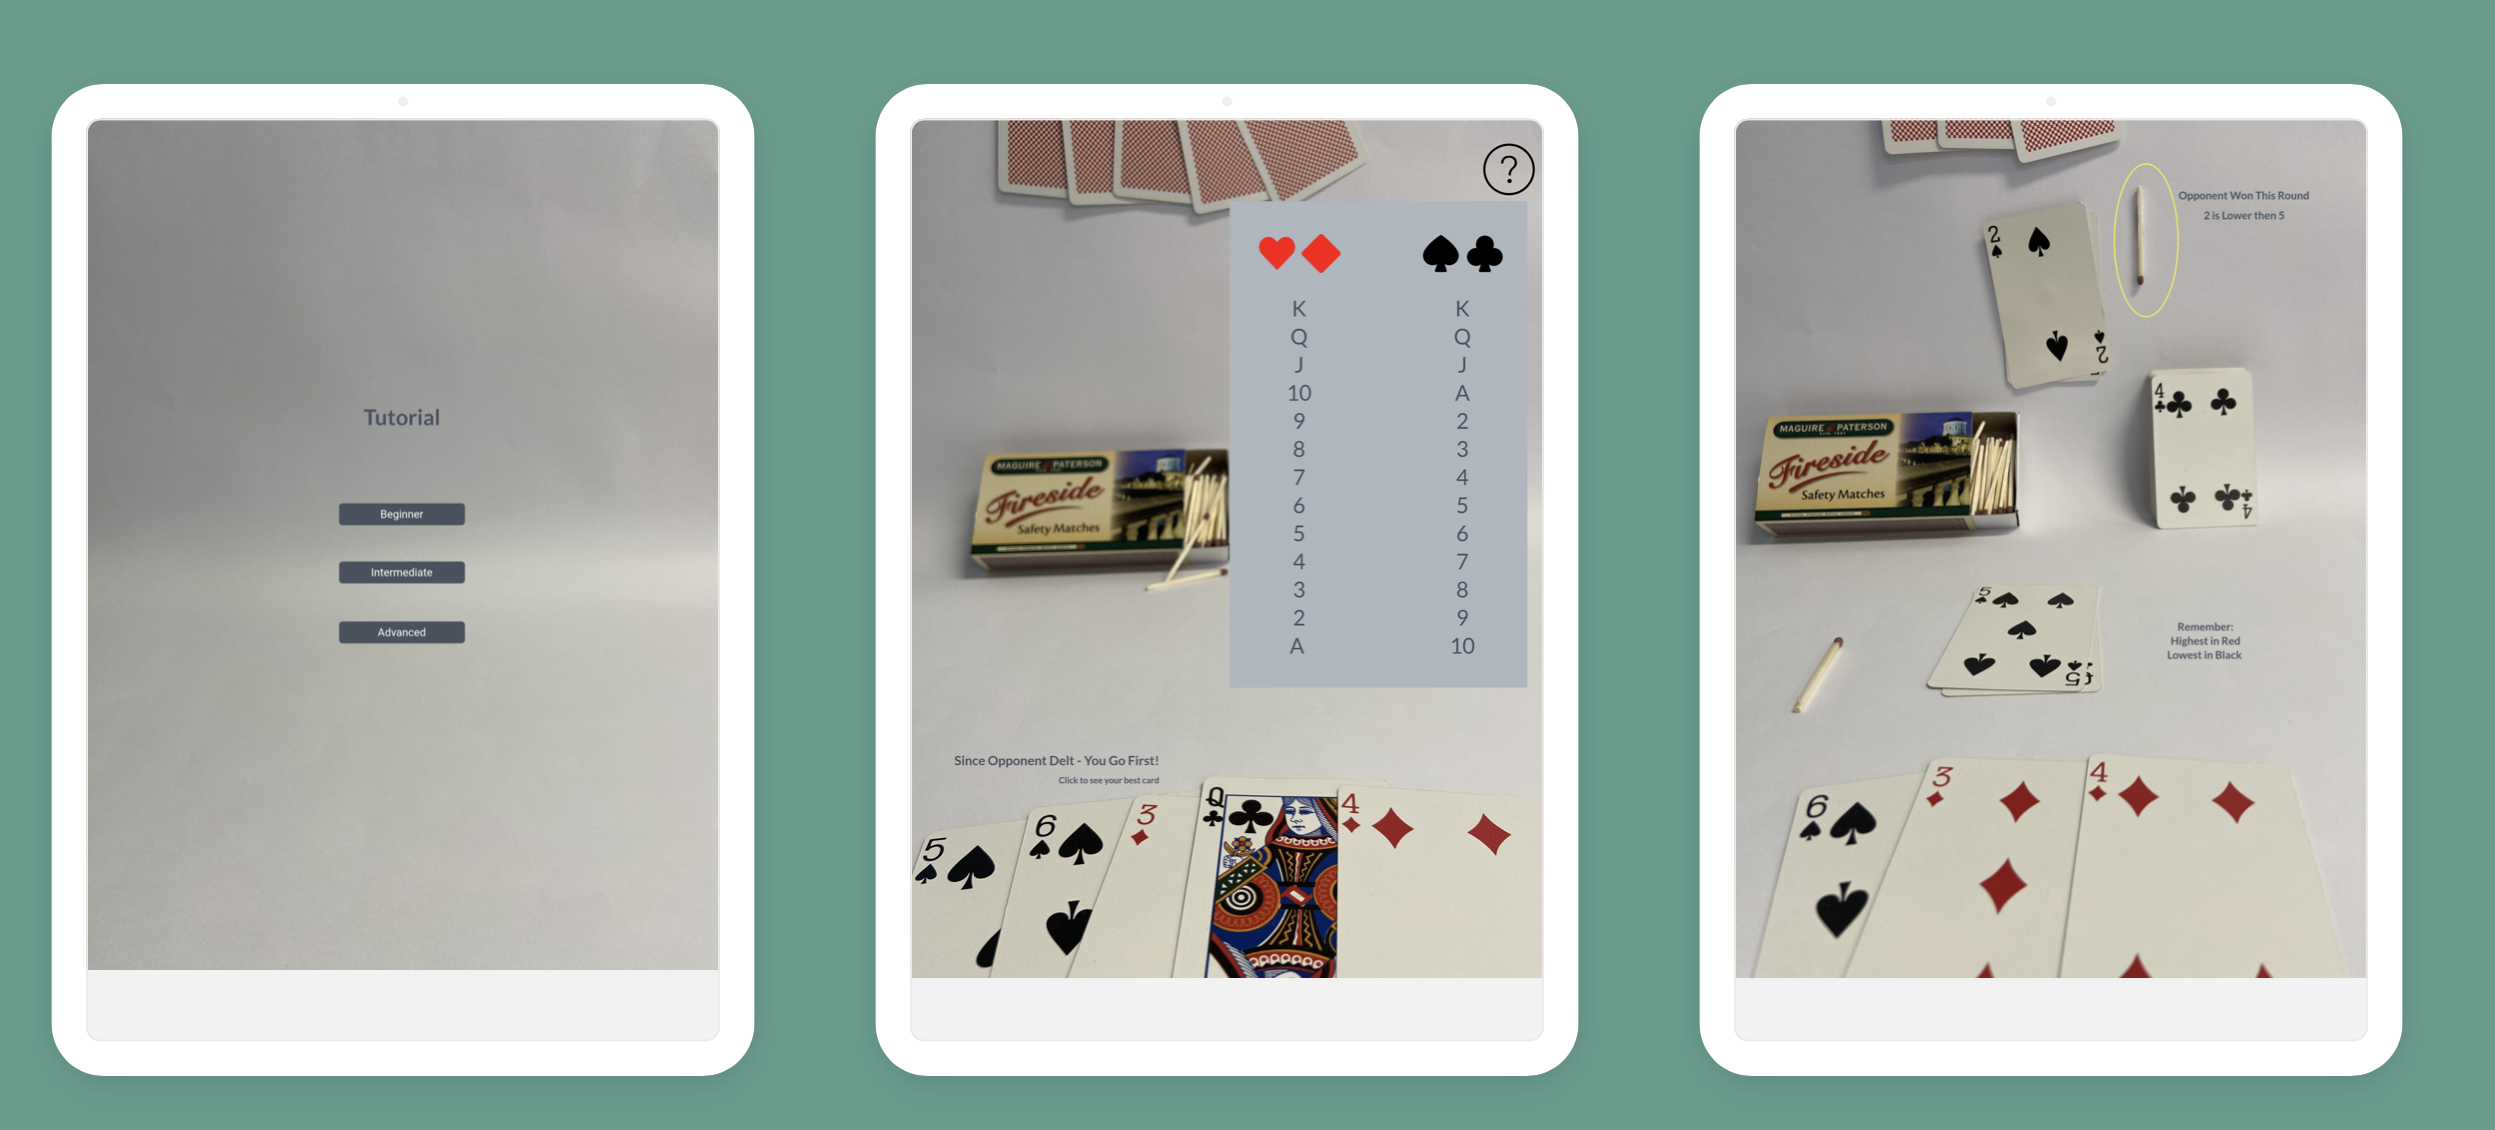 Tutorial
Beginner
Intermediate
Advanced
?
K
Q
J
10
9
8
7
6
5
4
3
2
A
K
Q
J
A
2
3
4
5
6
7
8
9
10
MAGUIRE & PATERSON
Fireside
Safety Matches
Since Opponent Delt - You Go First!
Click to see your best card
5
6
3
Q
4
Opponent Won This Round
2 is Lower then 5
2
2
4
4
MAGUIRE & PATERSON
Fireside
Safety Matches
5
5
Remember:
Highest in Red
Lowest in Black
6
3
4